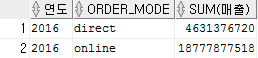 연도 ORDER_MODE SUM(매출)
1 2016 direct 4631376720
2 2016 online 18777877518